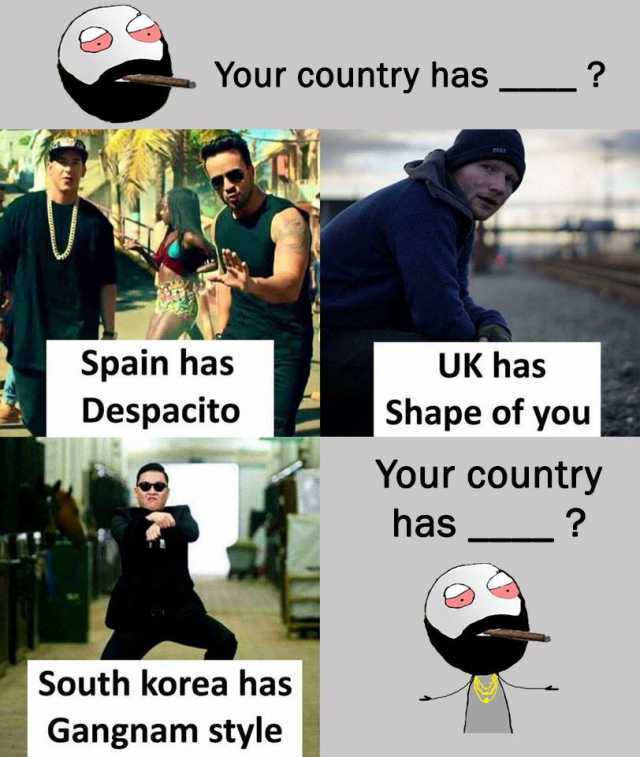 Your country has ____ ?
Spain has
Despacito
UK has
Shape of you
South korea has
Gangnam style
Your country
has ____ ?